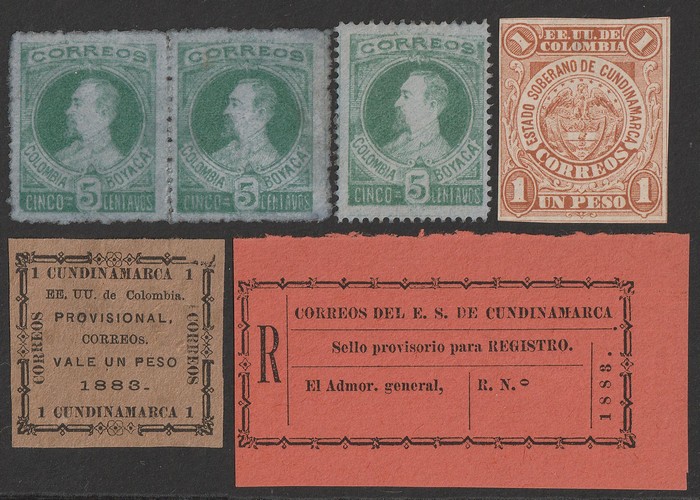 CORREOS
COLOMBIA BOYACÁ
5
CINCO CENTAVOS
CORREOS
COLOMBIA BOYACÁ
5
CINCO CENTAVOS
CORREOS
COLOMBIA BOYACÁ
5
CINCO CENTAVOS
1 EE. UU. DE 1
COLOMBIA
ESTADO SOBERANO DE CUNDINAMARCA
CORREOS
1 UN PESO 1
1 CUNDINAMARCA 1
EE. UU. de Colombia.
PROVISIONAL,
CORREOS.
VALE UN PESO
1883.
1 CUNDINAMARCA 1
CORREOS
CORREOS
R
CORREOS DEL E. S. DE CUNDINAMARCA
Sello provisorio para REGISTRO.
El Admor. general,
R. N.º
1883.